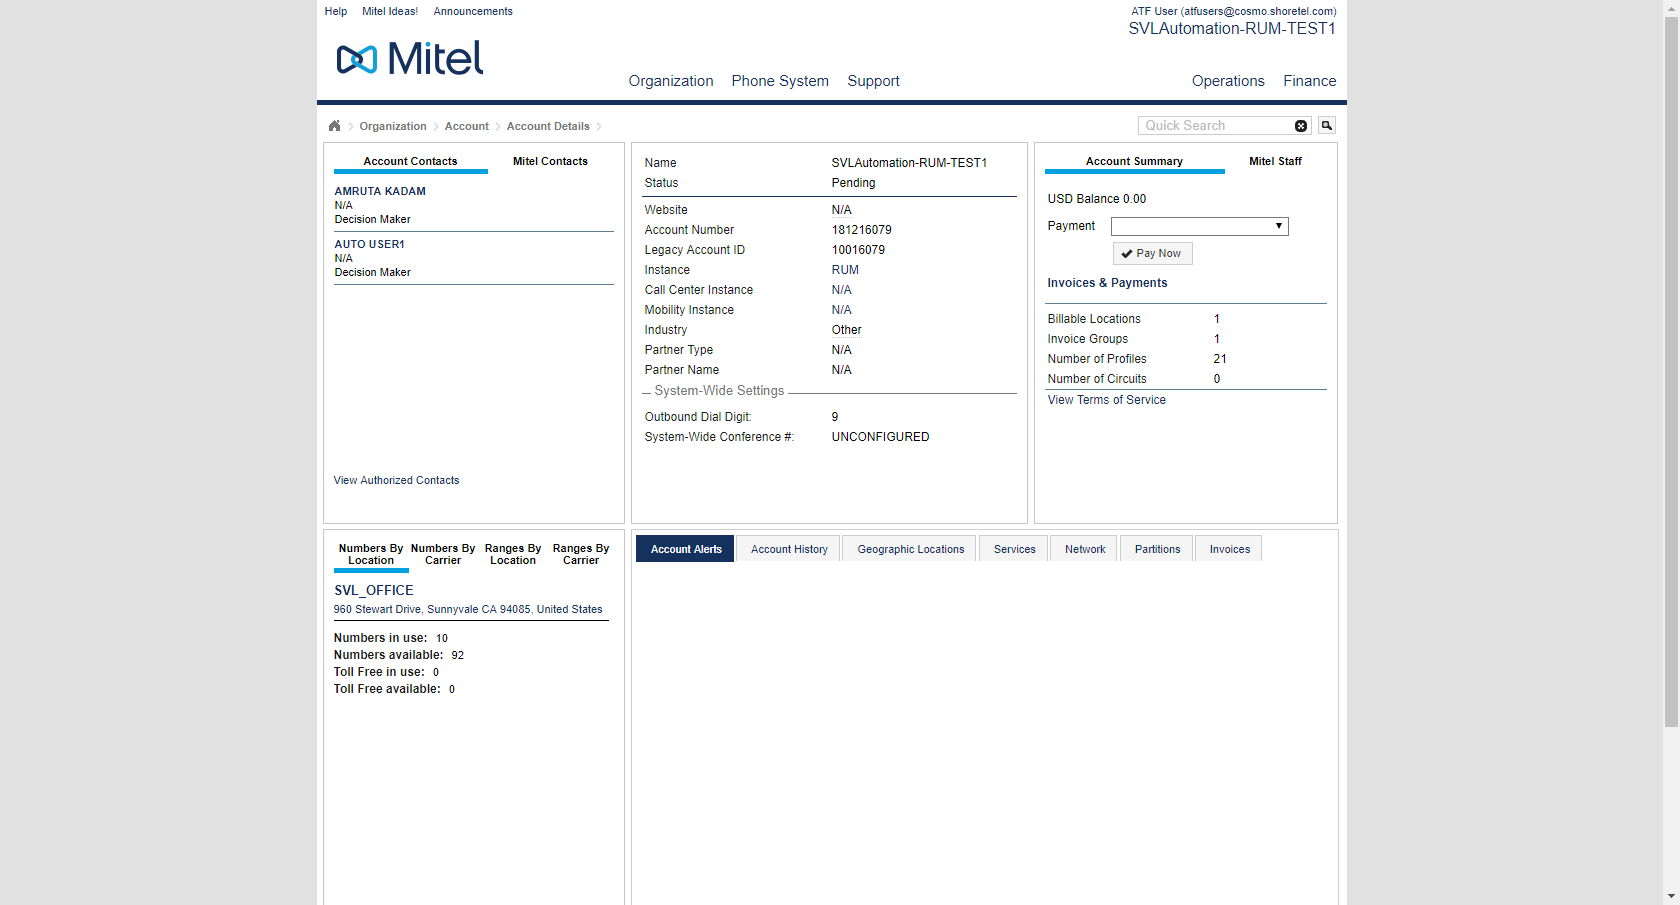 Help Mitel Ideas! Announcements
ATF User (atfusers@cosmo.shoretel.com)
SVLAutomation-RUM-TEST1
Mitel
Organization Phone System Support Operations Finance
Organization Account Account Details
Quick Search
Account Contacts Mitel Contacts
AMRUTA KADAM
N/A
Decision Maker
AUTO USER1
N/A
Decision Maker
View Authorized Contacts
Name SVLAutomation-RUM-TEST1
Status Pending
Website N/A
Account Number 181216079
Legacy Account ID 10016079
Instance RUM
Call Center Instance N/A
Mobility Instance N/A
Industry Other
Partner Type N/A
Partner Name N/A
System-Wide Settings
Outbound Dial Digit: 9
System-Wide Conference #: UNCONFIGURED
Account Summary Mitel Staff
USD Balance 0.00
Payment
Pay Now
Invoices & Payments
Billable Locations 1
Invoice Groups 1
Number of Profiles 21
Number of Circuits 0
View Terms of Service
Numbers By Location Numbers By Carrier Ranges By Location Ranges By Carrier
SVL_OFFICE
960 Stewart Drive, Sunnyvale CA 94085, United States
Numbers in use: 10
Numbers available: 92
Toll Free in use: 0
Toll Free available: 0
Account Alerts Account History Geographic Locations Services Network Partitions Invoices